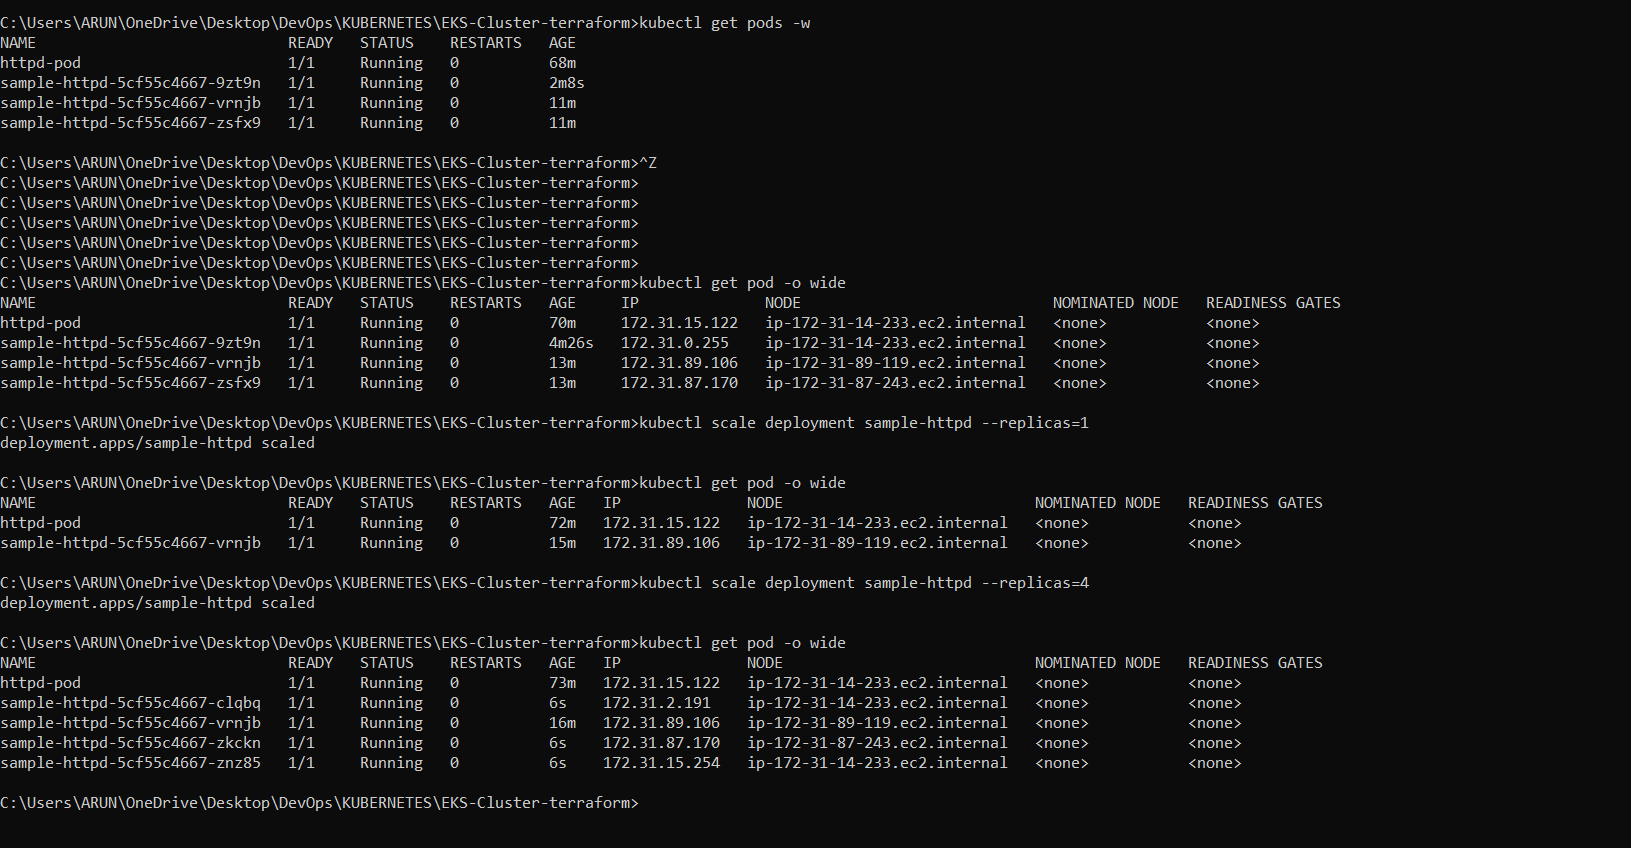 C:\Users\ARUN\OneDrive\Desktop\DevOps\KUBERNETES\EKS-Cluster-terraform>kubectl get pods -w
NAME                            READY   STATUS    RESTARTS   AGE
httpd-pod                       1/1     Running   0          68m
sample-httpd-5cf55c4667-9zt9n   1/1     Running   0          2m8s
sample-httpd-5cf55c4667-vrnjb   1/1     Running   0          11m
sample-httpd-5cf55c4667-zsfx9   1/1     Running   0          11m
C:\Users\ARUN\OneDrive\Desktop\DevOps\KUBERNETES\EKS-Cluster-terraform>^Z
C:\Users\ARUN\OneDrive\Desktop\DevOps\KUBERNETES\EKS-Cluster-terraform>
C:\Users\ARUN\OneDrive\Desktop\DevOps\KUBERNETES\EKS-Cluster-terraform>
C:\Users\ARUN\OneDrive\Desktop\DevOps\KUBERNETES\EKS-Cluster-terraform>
C:\Users\ARUN\OneDrive\Desktop\DevOps\KUBERNETES\EKS-Cluster-terraform>
C:\Users\ARUN\OneDrive\Desktop\DevOps\KUBERNETES\EKS-Cluster-terraform>
C:\Users\ARUN\OneDrive\Desktop\DevOps\KUBERNETES\EKS-Cluster-terraform>kubectl get pod -o wide
NAME                            READY   STATUS    RESTARTS   AGE     IP              NODE                            NOMINATED NODE   READINESS GATES
httpd-pod                       1/1     Running   0          70m     172.31.15.122   ip-172-31-14-233.ec2.internal   <none>           <none>
sample-httpd-5cf55c4667-9zt9n   1/1     Running   0          4m26s   172.31.0.255    ip-172-31-14-233.ec2.internal   <none>           <none>
sample-httpd-5cf55c4667-vrnjb   1/1     Running   0          13m     172.31.89.106   ip-172-31-89-119.ec2.internal   <none>           <none>
sample-httpd-5cf55c4667-zsfx9   1/1     Running   0          13m     172.31.87.170   ip-172-31-87-243.ec2.internal   <none>           <none>
C:\Users\ARUN\OneDrive\Desktop\DevOps\KUBERNETES\EKS-Cluster-terraform>kubectl scale deployment sample-httpd --replicas=1
deployment.apps/sample-httpd scaled
C:\Users\ARUN\OneDrive\Desktop\DevOps\KUBERNETES\EKS-Cluster-terraform>kubectl get pod -o wide
NAME                            READY   STATUS    RESTARTS   AGE   IP              NODE                            NOMINATED NODE   READINESS GATES
httpd-pod                       1/1     Running   0          72m   172.31.15.122   ip-172-31-14-233.ec2.internal   <none>           <none>
sample-httpd-5cf55c4667-vrnjb   1/1     Running   0          15m   172.31.89.106   ip-172-31-89-119.ec2.internal   <none>           <none>
C:\Users\ARUN\OneDrive\Desktop\DevOps\KUBERNETES\EKS-Cluster-terraform>kubectl scale deployment sample-httpd --replicas=4
deployment.apps/sample-httpd scaled
C:\Users\ARUN\OneDrive\Desktop\DevOps\KUBERNETES\EKS-Cluster-terraform>kubectl get pod -o wide
NAME                            READY   STATUS    RESTARTS   AGE   IP              NODE                            NOMINATED NODE   READINESS GATES
httpd-pod                       1/1     Running   0          73m   172.31.15.122   ip-172-31-14-233.ec2.internal   <none>           <none>
sample-httpd-5cf55c4667-clqbq   1/1     Running   0          6s    172.31.2.191    ip-172-31-14-233.ec2.internal   <none>           <none>
sample-httpd-5cf55c4667-vrnjb   1/1     Running   0          16m   172.31.89.106   ip-172-31-89-119.ec2.internal   <none>           <none>
sample-httpd-5cf55c4667-zkckn   1/1     Running   0          6s    172.31.87.170   ip-172-31-87-243.ec2.internal   <none>           <none>
sample-httpd-5cf55c4667-znz85   1/1     Running   0          6s    172.31.15.254   ip-172-31-14-233.ec2.internal   <none>           <none>
C:\Users\ARUN\OneDrive\Desktop\DevOps\KUBERNETES\EKS-Cluster-terraform>